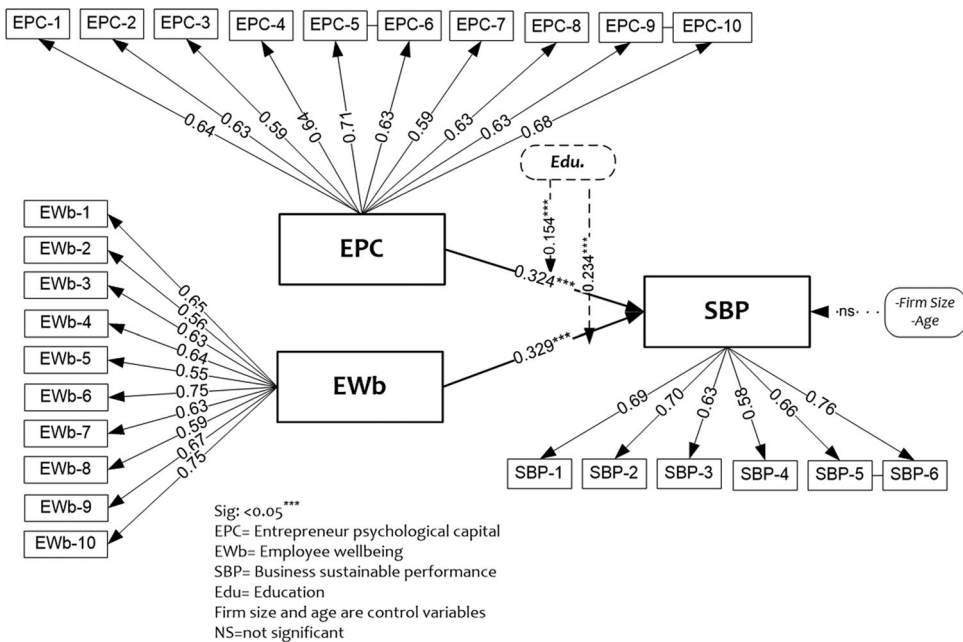 EPC-1 EPC-2 EPC-3 EPC-4 EPC-5 EPC-6 EPC-7 EPC-8 EPC-9 EPC-10
0.64 0.63 0.59 0.64 0.71 0.63 0.59 0.63 0.63 0.68
Edu.
0.154***
0.234***
EPC
0.324***
EWb-1
EWb-2
EWb-3
EWb-4
EWb-5
EWb-6
EWb-7
EWb-8
EWb-9
EWb-10
0.65
0.56
0.63
0.64
0.55
0.75
0.63
0.59
0.67
0.75
EWb
0.329***
SBP
ns
-Firm Size
-Age
0.69 0.70 0.63 0.58 0.66 0.76
SBP-1 SBP-2 SBP-3 SBP-4 SBP-5 SBP-6
Sig: <0.05***
EPC= Entrepreneur psychological capital
EWb= Employee wellbeing
SBP= Business sustainable performance
Edu= Education
Firm size and age are control variables
NS=not significant